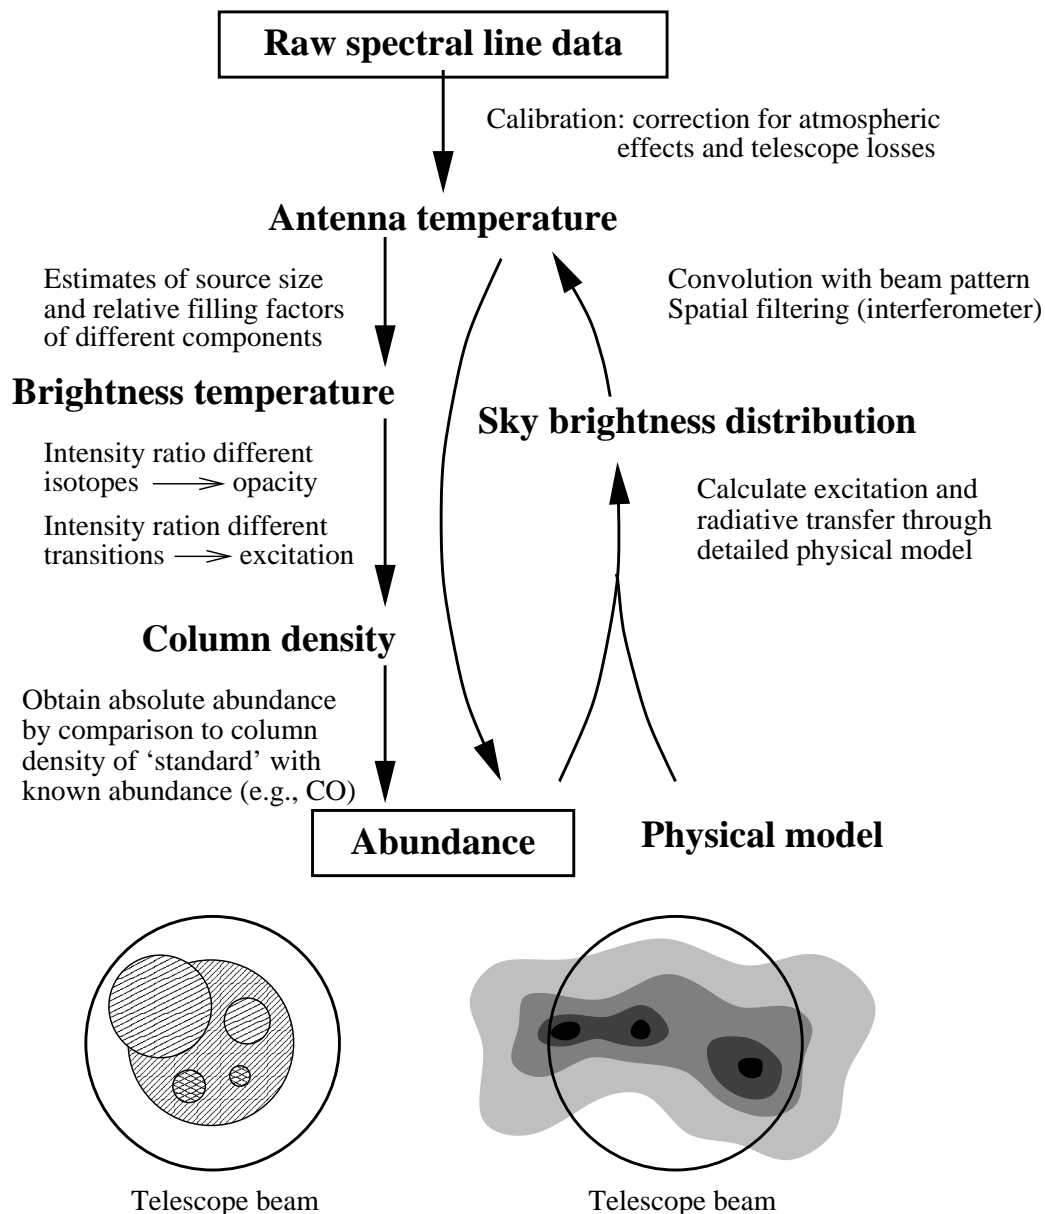 Raw spectral line data
Calibration: correction for atmospheric
effects and telescope losses
Antenna temperature
Estimates of source size
and relative filling factors
of different components
Convolution with beam pattern
Spatial filtering (interferometer)
Brightness temperature
Sky brightness distribution
Intensity ratio different
isotopes ⟶ opacity
Intensity ration different
transitions ⟶ excitation
Calculate excitation and
radiative transfer through
detailed physical model
Column density
Obtain absolute abundance
by comparison to column
density of ‘standard’ with
known abundance (e.g., CO)
Abundance
Physical model
Telescope beam
Telescope beam